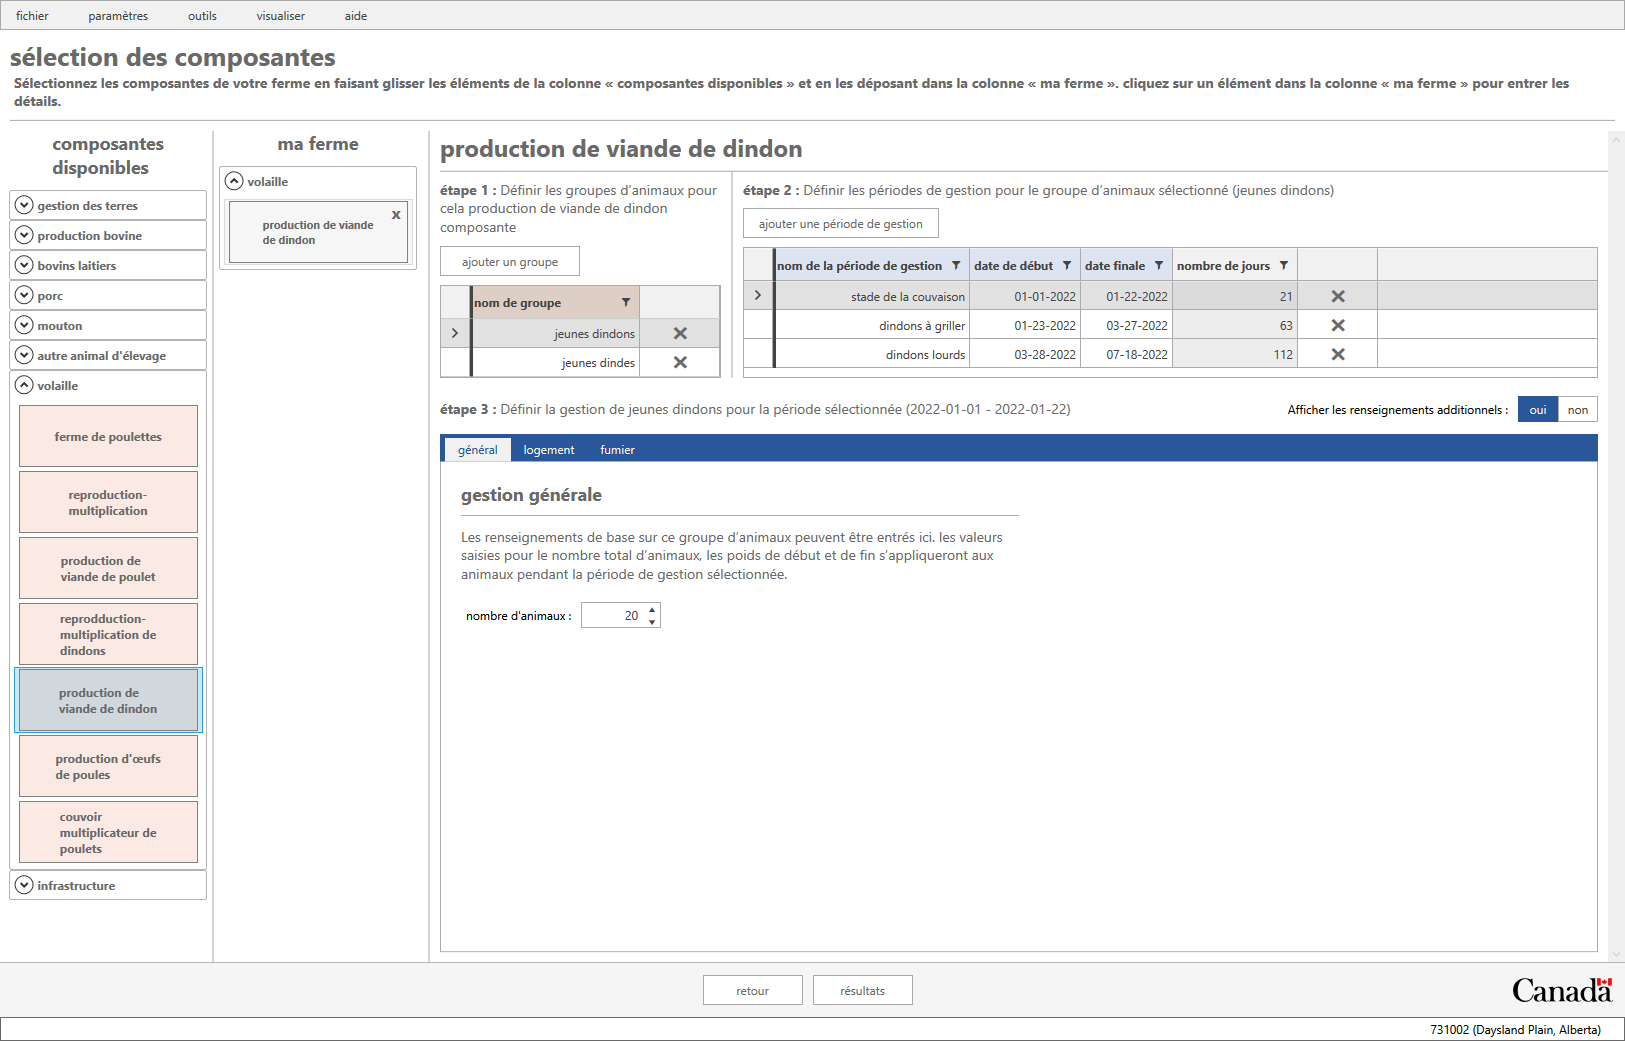 fichier paramètres outils visualiser aide
sélection des composantes
Sélectionnez les composantes de votre ferme en faisant glisser les éléments de la colonne « composantes disponibles » et en les déposant dans la colonne « ma ferme ». cliquez sur un élément dans la colonne « ma ferme » pour entrer les
détails.
composantes
disponibles
gestion des terres
production bovine
bovins laitiers
porc
mouton
autre animal d'élevage
volaille
ferme de poulettes
reproduction-
multiplication
production de
viande de poulet
reprodduction-
multiplication de
dindons
production de
viande de dindon
production d'œufs
de poules
couvoir
multiplicateur de
poulets
infrastructure
ma ferme
volaille
production de viande
de dindon
x
production de viande de dindon
étape 1 : Définir les groupes d'animaux pour
cela production de viande de dindon
composante
ajouter un groupe
nom de groupe
jeunes dindons
jeunes dindes
étape 2 : Définir les périodes de gestion pour le groupe d'animaux sélectionné (jeunes dindons)
ajouter une période de gestion
nom de la période de gestion date de début date finale nombre de jours
stade de la couvaison 01-01-2022 01-22-2022 21
dindons à griller 01-23-2022 03-27-2022 63
dindons lourds 03-28-2022 07-18-2022 112
étape 3 : Définir la gestion de jeunes dindons pour la période sélectionnée (2022-01-01 - 2022-01-22)
Afficher les renseignements additionnels : oui non
général logement fumier
gestion générale
Les renseignements de base sur ce groupe d'animaux peuvent être entrés ici. les valeurs
saisies pour le nombre total d'animaux, les poids de début et de fin s'appliqueront aux
animaux pendant la période de gestion sélectionnée.
nombre d'animaux : 20
retour résultats
Canada
731002 (Daysland Plain, Alberta)